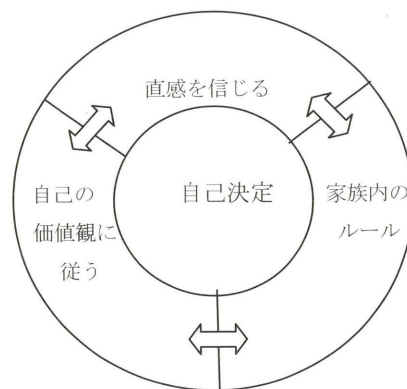 直感を信じる
自己の
価値観に
従う
自己決定
家族内の
ルール